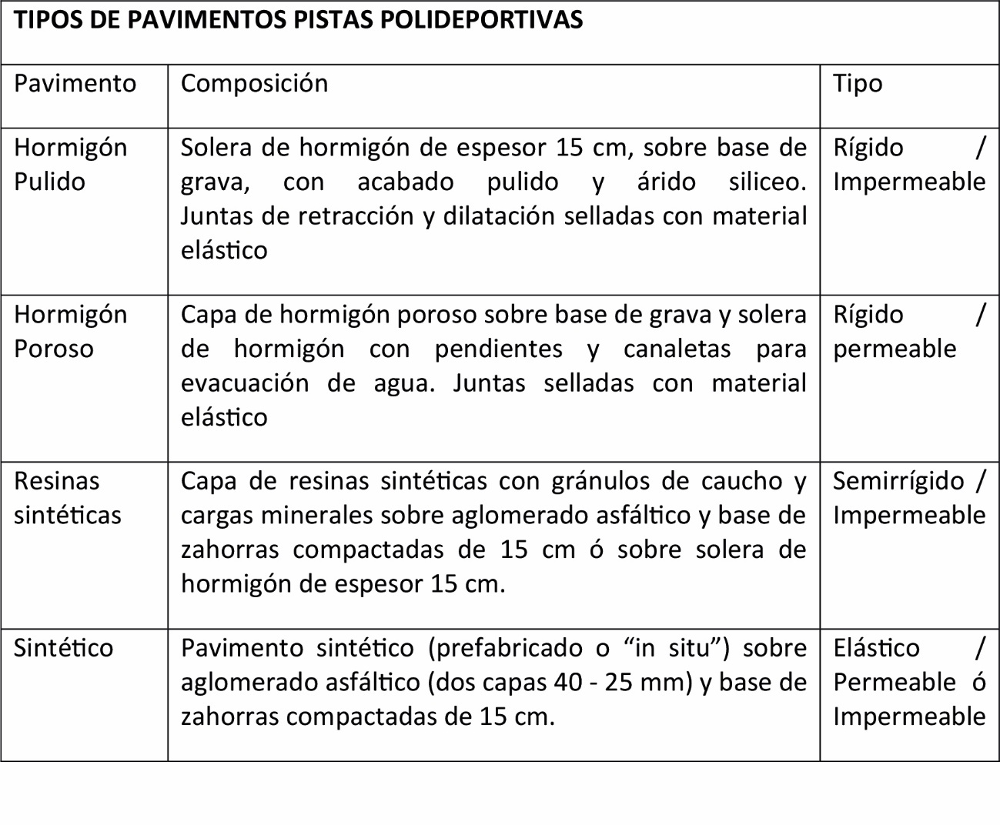 TIPOS DE PAVIMENTOS PISTAS POLIDEPORTIVAS
Pavimento
Composición
Tipo
Hormigón
Pulido
Solera de hormigón de espesor 15 cm, sobre base de
grava, con acabado pulido y árido siliceo.
Juntas de retracción y dilatación selladas con material
elástico
Rígido /
Impermeable
Hormigón
Poroso
Capa de hormigón poroso sobre base de grava y solera
de hormigón con pendientes y canaletas para
evacuación de agua. Juntas selladas con material
elástico
Rígido /
permeable
Resinas
sintéticas
Capa de resinas sintéticas con gránulos de caucho y
cargas minerales sobre aglomerado asfáltico y base de
zahorras compactadas de 15 cm ó sobre solera de
hormigón de espesor 15 cm.
Semirrígido /
Impermeable
Sintético
Pavimento sintético (prefabricado o “in situ”) sobre
aglomerado asfáltico (dos capas 40 - 25 mm) y base de
zahorras compactadas de 15 cm.
Elástico /
Permeable ó
Impermeable